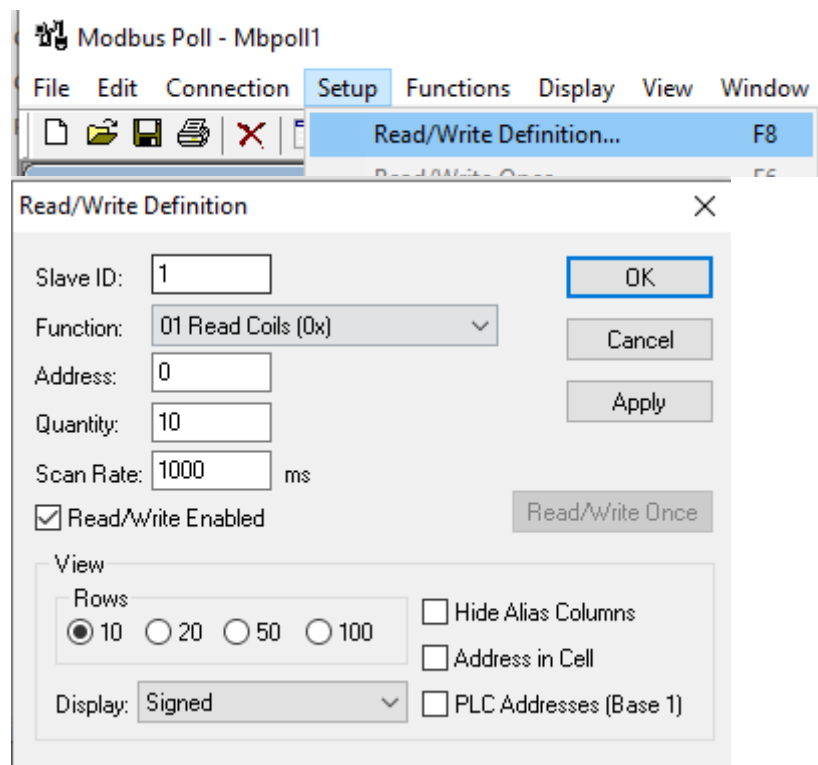 Modbus Poll - Mbpoll1
File Edit Connection Setup Functions Display View Window
Read/Write Definition... F8
Read/Write Definition
Slave ID: 1 OK
Function: 01 Read Coils (0x)
Cancel
Address: 0
Apply
Quantity: 10
Scan Rate: 1000 ms
Read/Write Enabled Read/Write Once
View
Rows
10 20 50 100 Hide Alias Columns
Address in Cell
Display: Signed PLC Addresses (Base 1)